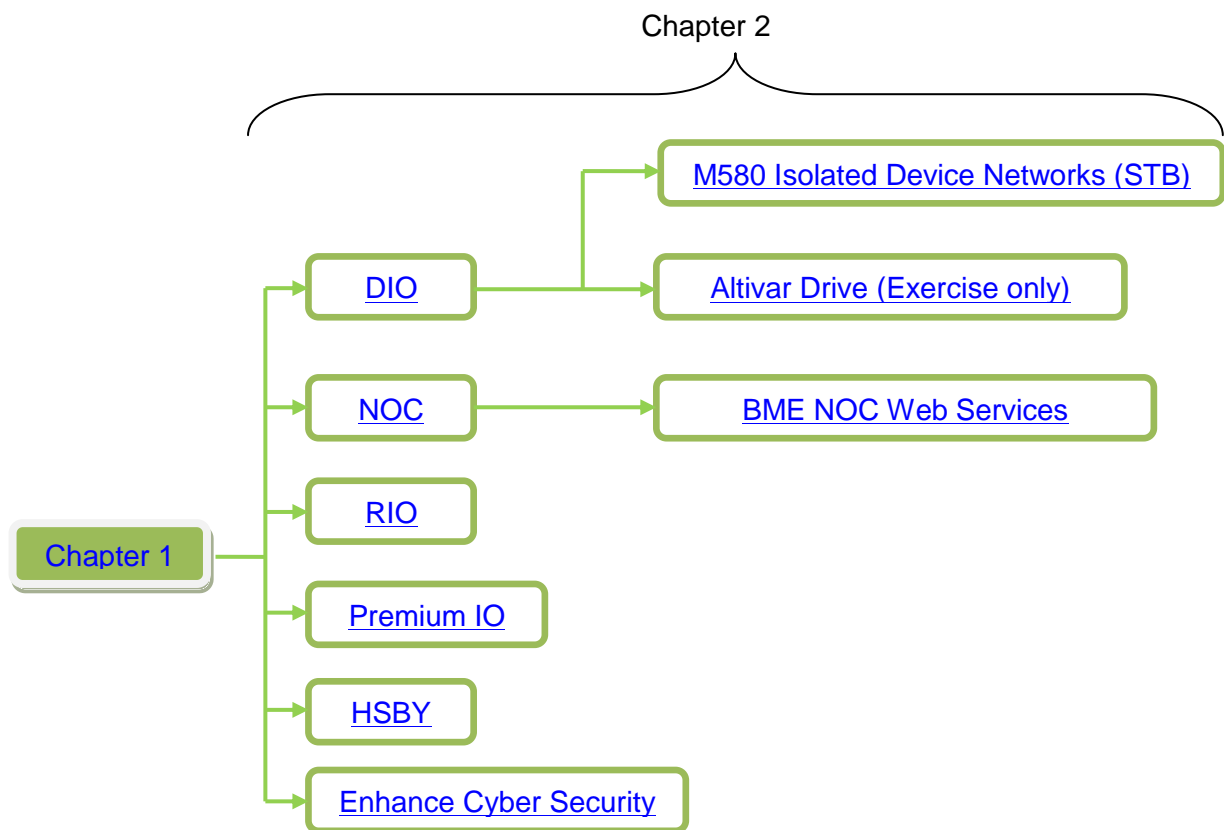 Chapter 2
M580 Isolated Device Networks (STB)
DIO
Altivar Drive (Exercise only)
NOC
BME NOC Web Services
RIO
Chapter 1
Premium IO
HSBY
Enhance Cyber Security